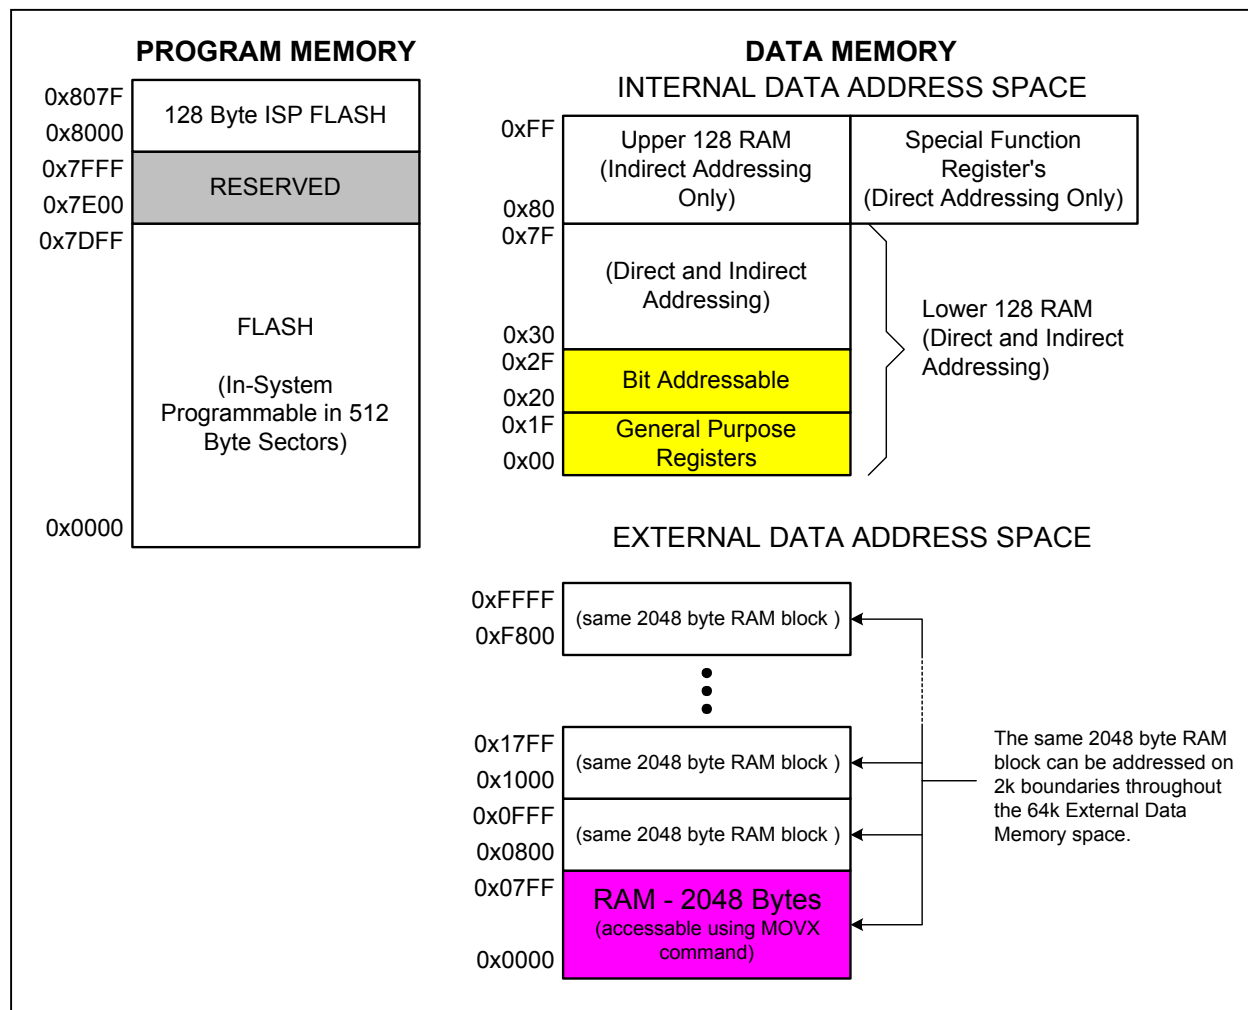 PROGRAM MEMORY
0x807F
0x8000
128 Byte ISP FLASH
0x7FFF
0x7E00
RESERVED
0x7DFF
FLASH
(In-System
Programmable in 512
Byte Sectors)
0x0000
DATA MEMORY
INTERNAL DATA ADDRESS SPACE
0xFF
Upper 128 RAM
(Indirect Addressing
Only)
0x80
Special Function
Register's
(Direct Addressing Only)
0x7F
(Direct and Indirect
Addressing)
0x30
Lower 128 RAM
(Direct and Indirect
Addressing)
0x2F
Bit Addressable
0x20
0x1F
General Purpose
Registers
0x00
EXTERNAL DATA ADDRESS SPACE
0xFFFF
(same 2048 byte RAM block )
0xF800
0x17FF
(same 2048 byte RAM block )
0x1000
0x0FFF
(same 2048 byte RAM block )
0x0800
0x07FF
RAM - 2048 Bytes
(accessable using MOVX
command)
0x0000
The same 2048 byte RAM
block can be addressed on
2k boundaries throughout
the 64k External Data
Memory space.